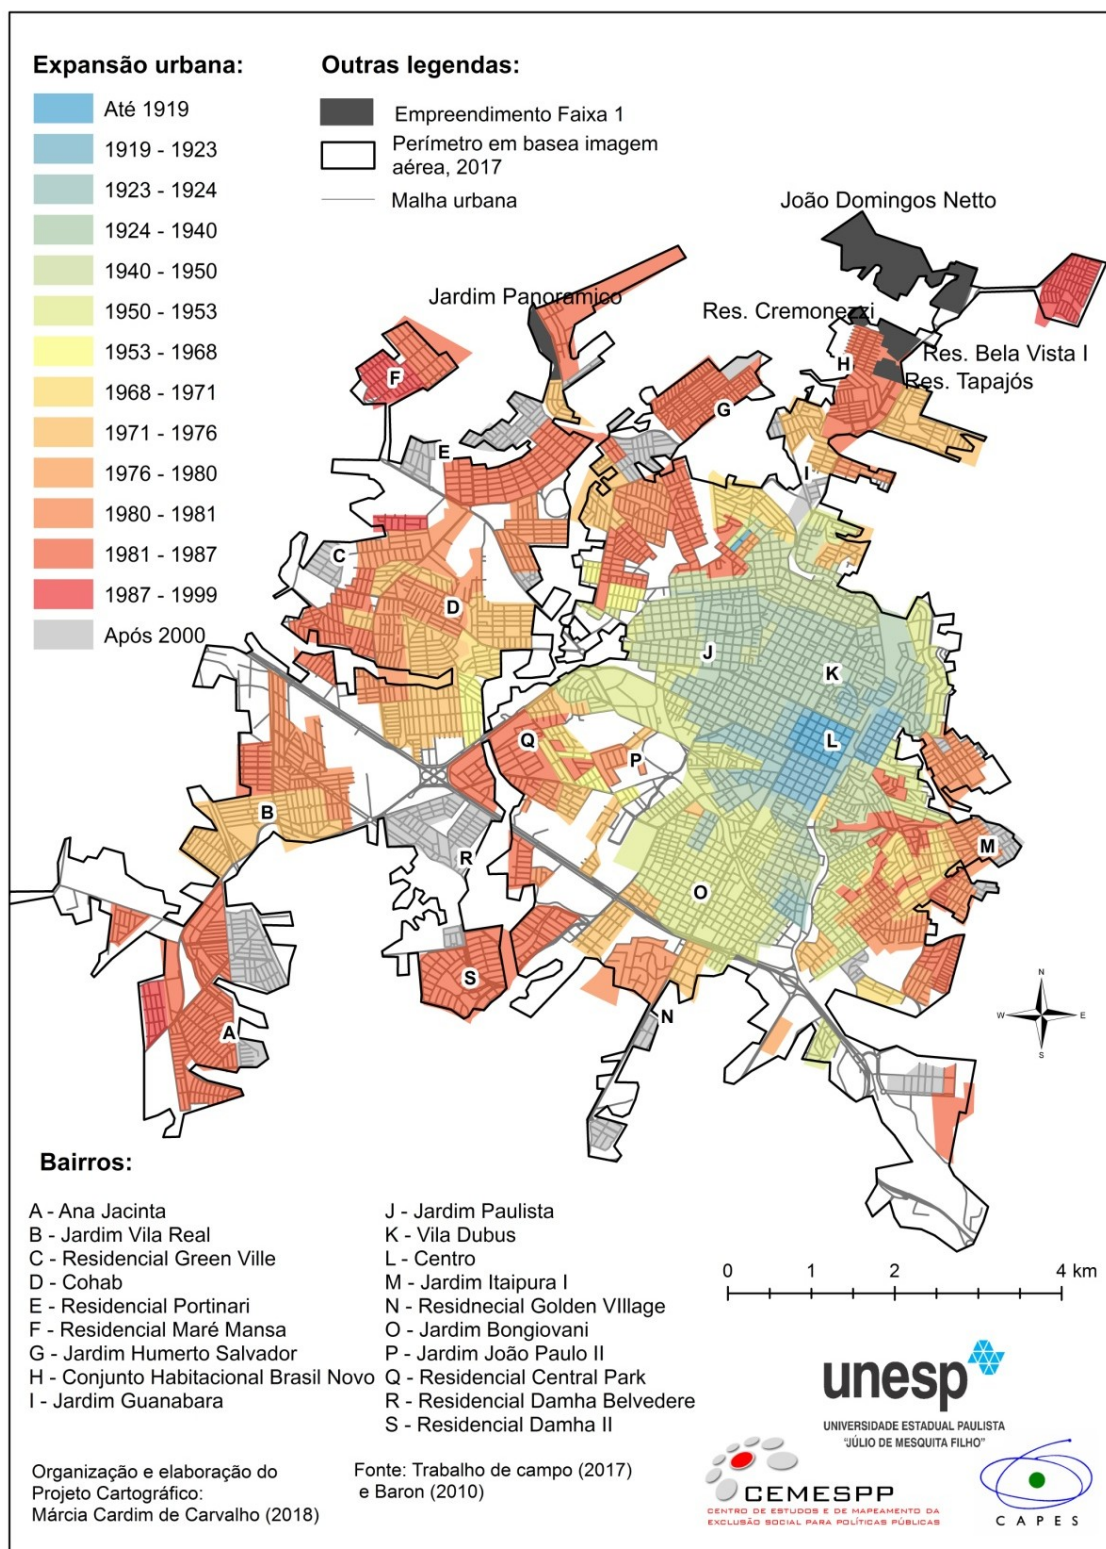 Expansão urbana:
Até 1919
1919 - 1923
1923 - 1924
1924 - 1940
1940 - 1950
1950 - 1953
1953 - 1968
1968 - 1971
1971 - 1976
1976 - 1980
1980 - 1981
1981 - 1987
1987 - 1999
Após 2000
Outras legendas:
Empreendimento Faixa 1
Perímetro em basea imagem
aérea, 2017
Malha urbana
João Domingos Netto
Jardim Panoramico
Res. Cremonezzi
Res. Bela Vista I
Res. Tapajós
H
F
G
E
I
C
D
J
K
L
Q
P
B
M
R
O
S
N
A
N
W
E
S
Bairros:
A - Ana Jacinta
B - Jardim Vila Real
C - Residencial Green Ville
D - Cohab
E - Residencial Portinari
F - Residencial Maré Mansa
G - Jardim Humerto Salvador
H - Conjunto Habitacional Brasil Novo
I - Jardim Guanabara
J - Jardim Paulista
K - Vila Dubus
L - Centro
M - Jardim Itaipura I
N - Residnecial Golden VIllage
O - Jardim Bongiovani
P - Jardim João Paulo II
Q - Residencial Central Park
R - Residencial Damha Belvedere
S - Residencial Damha II
0 1 2 4 km
unesp
UNIVERSIDADE ESTADUAL PAULISTA
"JÚLIO DE MESQUITA FILHO"
Organização e elaboração do
Projeto Cartográfico:
Márcia Cardim de Carvalho (2018)
Fonte: Trabalho de campo (2017)
e Baron (2010)
CEMESPP
CENTRO DE ESTUDOS E DE MAPEAMENTO DA
EXCLUSÃO SOCIAL PARA POLÍTICAS PÚBLICAS
CAPES